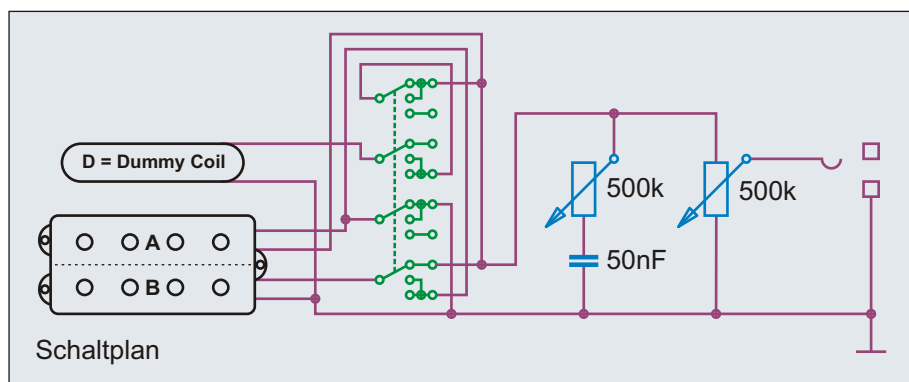 D = Dummy Coil
A
B
500k
500k
50nF
Schaltplan